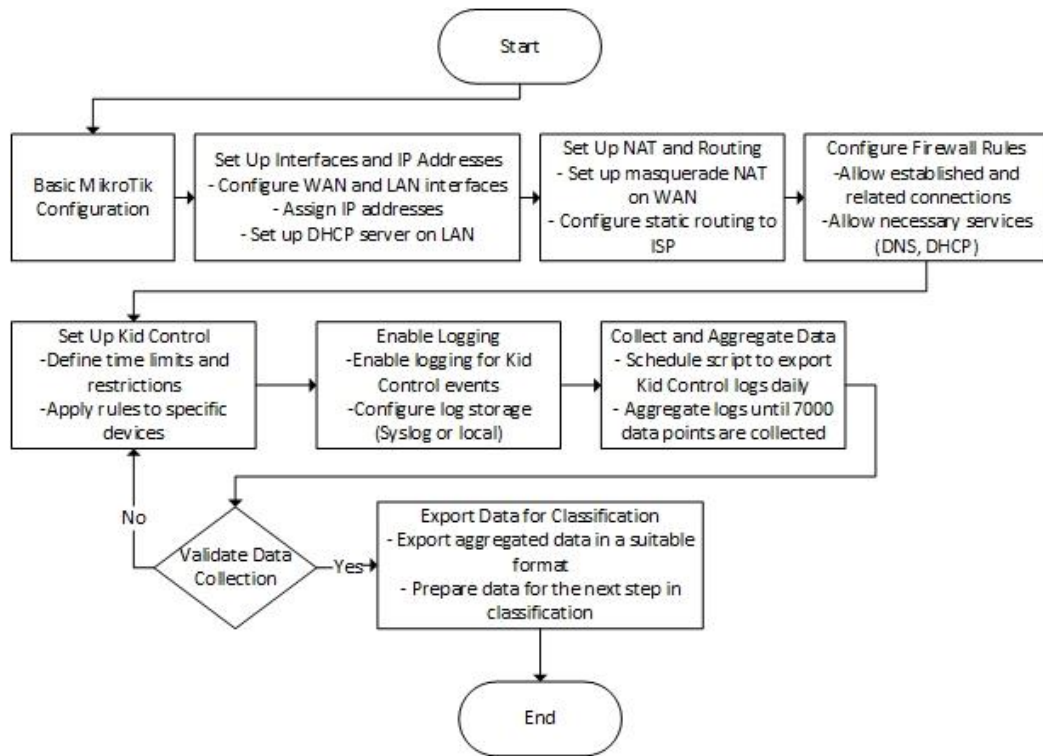 Start
Basic MikroTik
Configuration
Set Up Interfaces and IP Addresses
- Configure WAN and LAN interfaces
- Assign IP addresses
- Set up DHCP server on LAN
Set Up NAT and Routing
- Set up masquerade NAT
on WAN
- Configure static routing to
ISP
Configure Firewall Rules
-Allow established and
related connections
-Allow necessary services
(DNS, DHCP)
Set Up Kid Control
-Define time limits and
restrictions
-Apply rules to specific
devices
Enable Logging
-Enable logging for Kid
Control events
-Configure log storage
(Syslog or local)
Collect and Aggregate Data
- Schedule script to export
Kid Control logs daily
- Aggregate logs until 7000
data points are collected
No
Validate Data
Collection
Yes
Export Data for Classification
- Export aggregated data in a suitable
format
- Prepare data for the next step in
classification
End